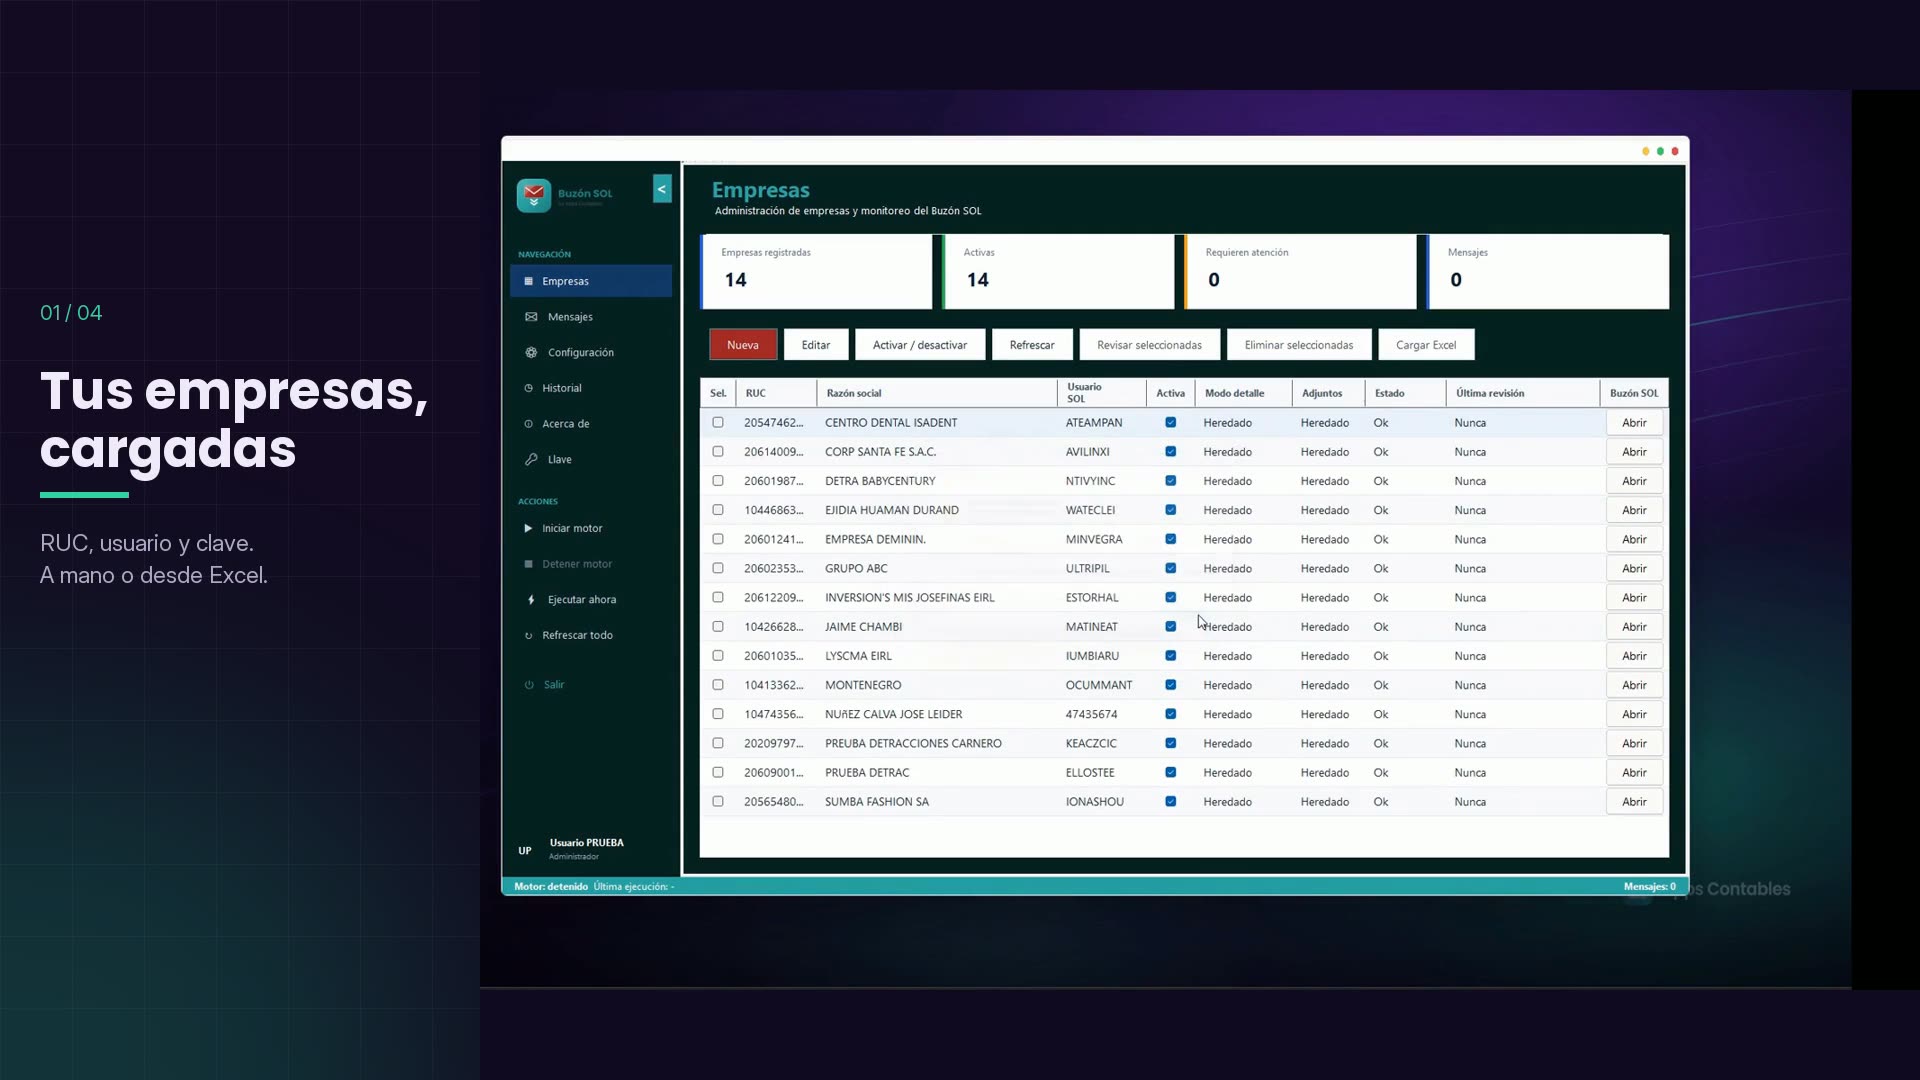 01 / 04
Tus empresas,
cargadas
RUC, usuario y clave.
A mano o desde Excel.
Buzón SOL
<
NAVEGACIÓN
Empresas
Mensajes
Configuración
Historial
Acerca de
Llave
ACCIONES
Iniciar motor
Detener motor
Ejecutar ahora
Refrescar todo
Salir
UP
Usuario PRUEBA
Administrador
Empresas
Administración de empresas y monitoreo del Buzón SOL
Empresas registradas
14
Activas
14
Requieren atención
0
Mensajes
0
Nueva Editar Activar / desactivar Refrescar Revisar seleccionadas Eliminar seleccionadas Cargar Excel
Sel. RUC Razón social Usuario SOL Activa Modo detalle Adjuntos Estado Última revisión Buzón SOL
20547462... CENTRO DENTAL ISADENT ATEAMPAN Heredado Heredado Ok Nunca Abrir
20614009... CORP SANTA FE S.A.C. AVILINXI Heredado Heredado Ok Nunca Abrir
20601987... DETRA BABYCENTURY NTIVYINC Heredado Heredado Ok Nunca Abrir
10446863... EJIDIA HUAMAN DURAND WATECLEI Heredado Heredado Ok Nunca Abrir
20601241... EMPRESA DEMININ. MINVEGRA Heredado Heredado Ok Nunca Abrir
20602353... GRUPO ABC ULTRIPIL Heredado Heredado Ok Nunca Abrir
20612209... INVERSION'S MIS JOSEFINAS EIRL ESTORHAL Heredado Heredado Ok Nunca Abrir
10426628... JAIME CHAMBI MATINEAT Heredado Heredado Ok Nunca Abrir
20601035... LYSCMA EIRL IUMBIARU Heredado Heredado Ok Nunca Abrir
10413362... MONTENEGRO OCUMMANT Heredado Heredado Ok Nunca Abrir
10474356... NUñEZ CALVA JOSE LEIDER 47435674 Heredado Heredado Ok Nunca Abrir
20209797... PREUBA DETRACCIONES CARNERO KEACZCIC Heredado Heredado Ok Nunca Abrir
20609001... PRUEBA DETRAC ELLOSTEE Heredado Heredado Ok Nunca Abrir
20565480... SUMBA FASHION SA IONASHOU Heredado Heredado Ok Nunca Abrir
Motor: detenido Última ejecución: -
Mensajes: 0
Contables